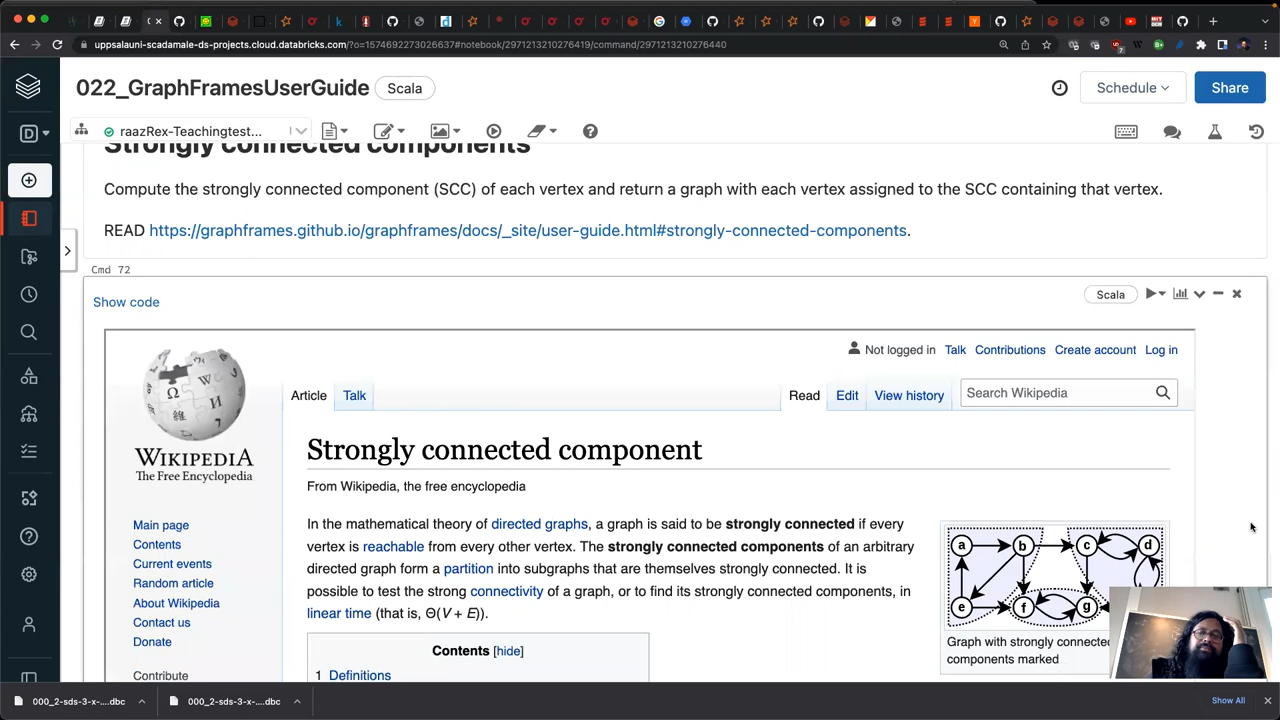 uppsalauni-scadamale-ds-projects.cloud.databricks.com/?o=1574692273026637#notebook/2971213210276419/command/2971213210276440
022_GraphFramesUserGuide
Scala
Schedule
Share
raazRex-Teachingtest...
Strongly connected components
Compute the strongly connected component (SCC) of each vertex and return a graph with each vertex assigned to the SCC containing that vertex.
READ https://graphframes.github.io/graphframes/docs/_site/user-guide.html#strongly-connected-components.
Cmd 72
Show code
Scala
Not logged in Talk Contributions Create account Log in
Article Talk
Read Edit View history
Search Wikipedia
WIKIPEDIA
The Free Encyclopedia
Main page
Contents
Current events
Random article
About Wikipedia
Contact us
Donate
Contribute
Strongly connected component
From Wikipedia, the free encyclopedia
In the mathematical theory of directed graphs, a graph is said to be strongly connected if every
vertex is reachable from every other vertex. The strongly connected components of an arbitrary
directed graph form a partition into subgraphs that are themselves strongly connected. It is
possible to test the strong connectivity of a graph, or to find its strongly connected components, in
linear time (that is, Θ(V + E)).
Contents [hide]
1 Definitions
a b c d
e f g
Graph with strongly connected
components marked
000_2-sds-3-x-....dbc
000_2-sds-3-x-....dbc
Show All